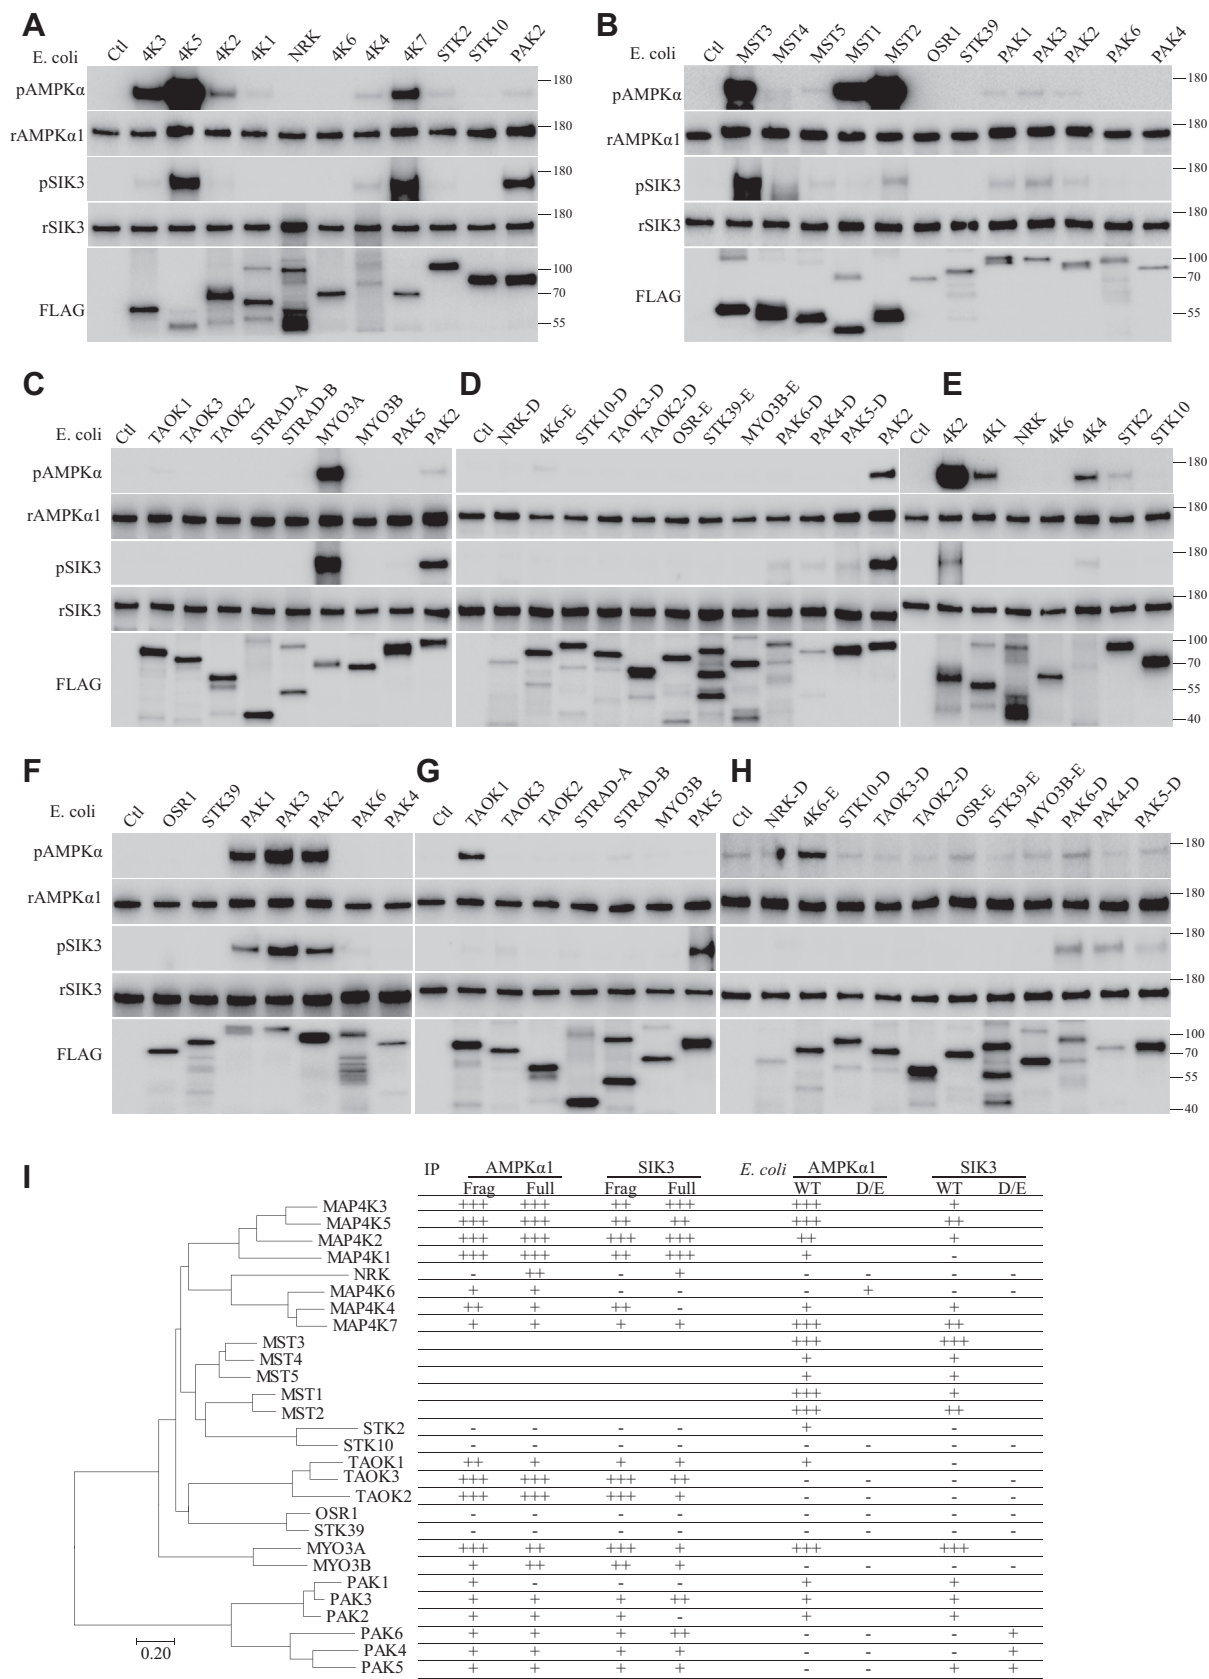 A
E. coli Ctl 4K3 4K5 4K2 4K1 NRK 4K6 4K4 4K7 STK2 STK10 PAK2
pAMPKα 180
rAMPKα1 180
pSIK3 180
rSIK3 180
FLAG 100 70 55
B
E. coli Ctl MST3 MST4 MST5 MST1 MST2 OSR1 STK39 PAK1 PAK3 PAK2 PAK6 PAK4
pAMPKα 180
rAMPKα1 180
pSIK3 180
rSIK3 180
FLAG 100 70 55
C D E
E. coli Ctl TAOK1 TAOK3 TAOK2 STRAD-A STRAD-B MYO3A MYO3B PAK5 PAK2 Ctl NRK-D 4K6-E STK10-D TAOK3-D TAOK2-D OSR-E STK39-E MYO3B-E PAK6-D PAK4-D PAK5-D PAK2 Ctl 4K2 4K1 NRK 4K6 4K4 STK2 STK10
pAMPKα 180
rAMPKα1 180
pSIK3 180
rSIK3 180
FLAG 100 70 55 40
F G H
E. coli Ctl OSR1 STK39 PAK1 PAK3 PAK2 PAK6 PAK4 Ctl TAOK1 TAOK3 TAOK2 STRAD-A STRAD-B MYO3B PAK5 Ctl NRK-D 4K6-E STK10-D TAOK3-D TAOK2-D OSR-E STK39-E MYO3B-E PAK6-D PAK4-D PAK5-D
pAMPKα 180
rAMPKα1 180
pSIK3 180
rSIK3 180
FLAG 100 70 55 40
I
IP AMPKα1 SIK3 E. coli AMPKα1 SIK3
Frag Full Frag Full WT D/E WT D/E
MAP4K3 +++ +++ ++ +++ +++ +
MAP4K5 +++ +++ ++ ++ +++ ++
MAP4K2 +++ +++ +++ +++ ++ +
MAP4K1 +++ +++ ++ +++ + -
NRK - ++ - + - - - -
MAP4K6 + + - - - + - -
MAP4K4 ++ + ++ - + +
MAP4K7 + + + + +++ ++
MST3 +++ +++
MST4 + +
MST5 + +
MST1 +++ +
MST2 +++ ++
STK2 - - - - + -
STK10 - - - - - - - -
TAOK1 ++ + + + + -
TAOK3 +++ +++ +++ ++ - - - -
TAOK2 +++ +++ +++ + - - - -
OSR1 - - - - - - - -
STK39 - - - - - - - -
MYO3A +++ ++ +++ + +++ +++
MYO3B + ++ ++ + - - - -
PAK1 + - - - + +
PAK3 + + + ++ + +
PAK2 + + + - + +
PAK6 + + + ++ - - - +
PAK4 + + + + - - - +
PAK5 + + + + - - + +
0.20